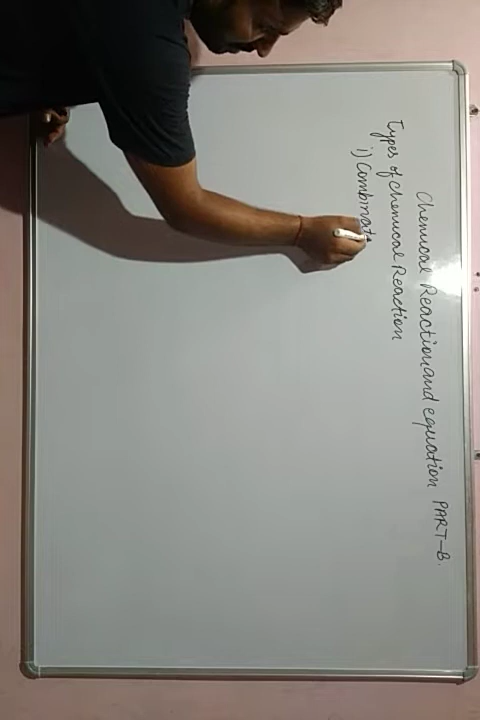 Chemical Reaction and equation PART-B.
Types of chemical Reaction
i) Combinat